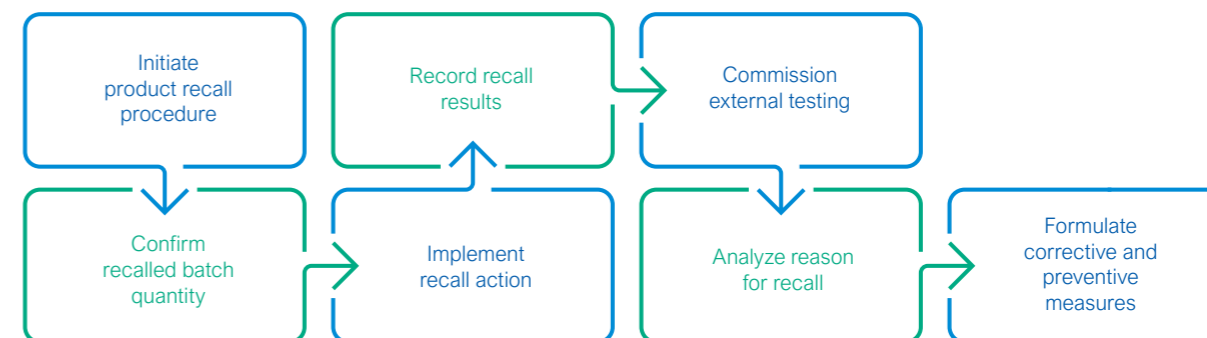 Initiate
product recall
procedure
Confirm
recalled batch
quantity
Implement
recall action
Record recall
results
Commission
external testing
Analyze reason
for recall
Formulate
corrective and
preventive
measures